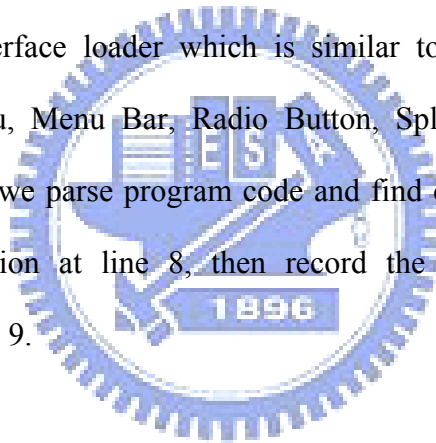 erface loader which is similar to
u, Menu Bar, Radio Button, Spl
we parse program code and find
ion at line 8, then record the
9.
E S A
1896